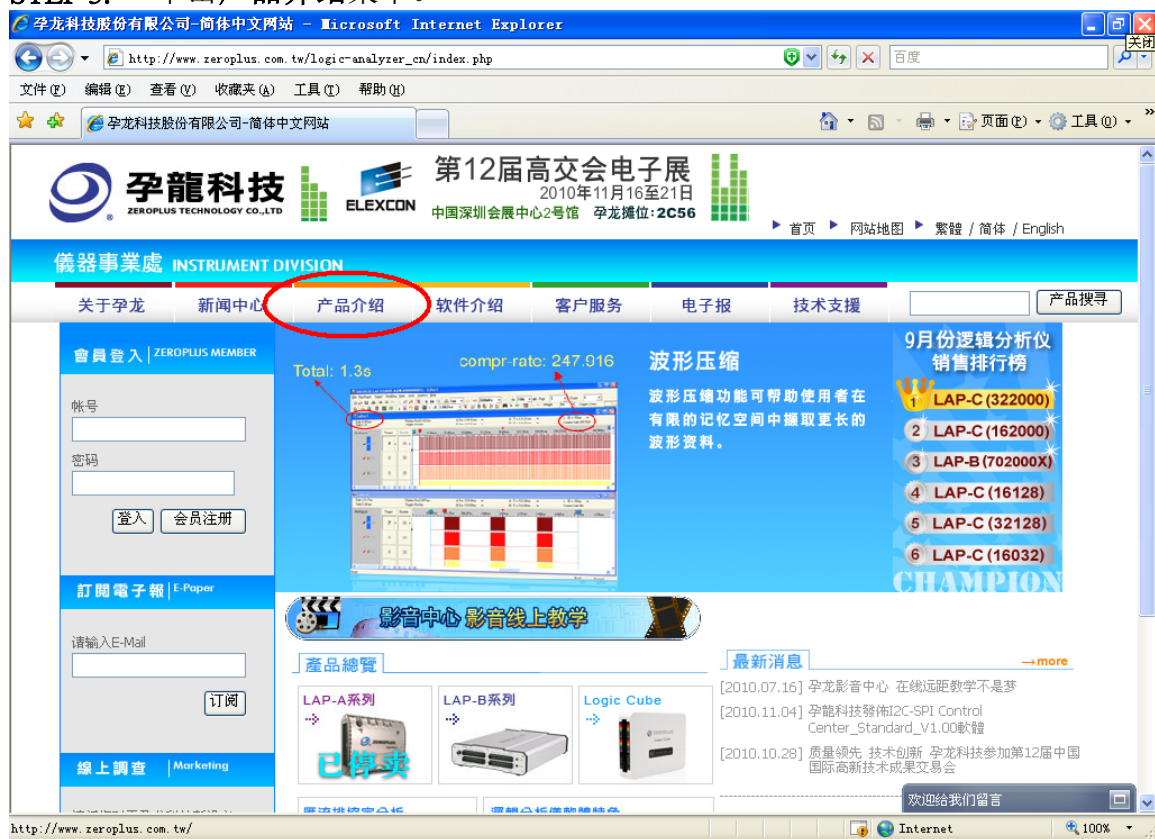 孕龙科技股份有限公司-简体中文网站 - Microsoft Internet Explorer
关闭
http://www.zeroplus.com.tw/logic-analyzer_cn/index.php
百度
文件(F) 编辑(E) 查看(V) 收藏夹(A) 工具(T) 帮助(H)
孕龙科技股份有限公司-简体中文网站
页面(P) 工具(O)
孕龍科技
ZEROPLUS TECHNOLOGY CO.,LTD
ELEXCON
第12届高交会电子展
2010年11月16至21日
中国深圳会展中心2号馆 孕龙摊位:2C56
首页 网站地图 繁體 / 简体 / English
儀器事業處 INSTRUMENT DIVISION
关于孕龙 新闻中心 产品介绍 软件介绍 客户服务 电子报 技术支援 产品搜寻
會員登入 ZEROPLUS MEMBER
帐号
密码
登入 会员注册
訂閱電子報 E-Paper
请输入E-Mail
订阅
線上調查 Marketing
Total: 1.3s
compr-rate: 247.916
波形压缩
波形压缩功能可帮助使用者在
有限的记忆空间中撷取更长的
波形资料。
9月份逻辑分析仪
销售排行榜
1 LAP-C (322000)
2 LAP-C (162000)
3 LAP-B (702000X)
4 LAP-C (16128)
5 LAP-C (32128)
6 LAP-C (16032)
CHAMPION
影音中心 影音线上教学
產品總覽
LAP-A系列
已停卖
LAP-B系列
Logic Cube
最新消息
→more
[2010.07.16] 孕龙影音中心 在线远距教学不是梦
[2010.11.04] 孕龍科技發佈I2C-SPI Control
Center_Standard_V1.00軟體
[2010.10.28] 质量领先 技术创新 孕龙科技参加第12届中国
国际高新技术成果交易会
欢迎给我们留言
http://www.zeroplus.com.tw/
Internet
100%